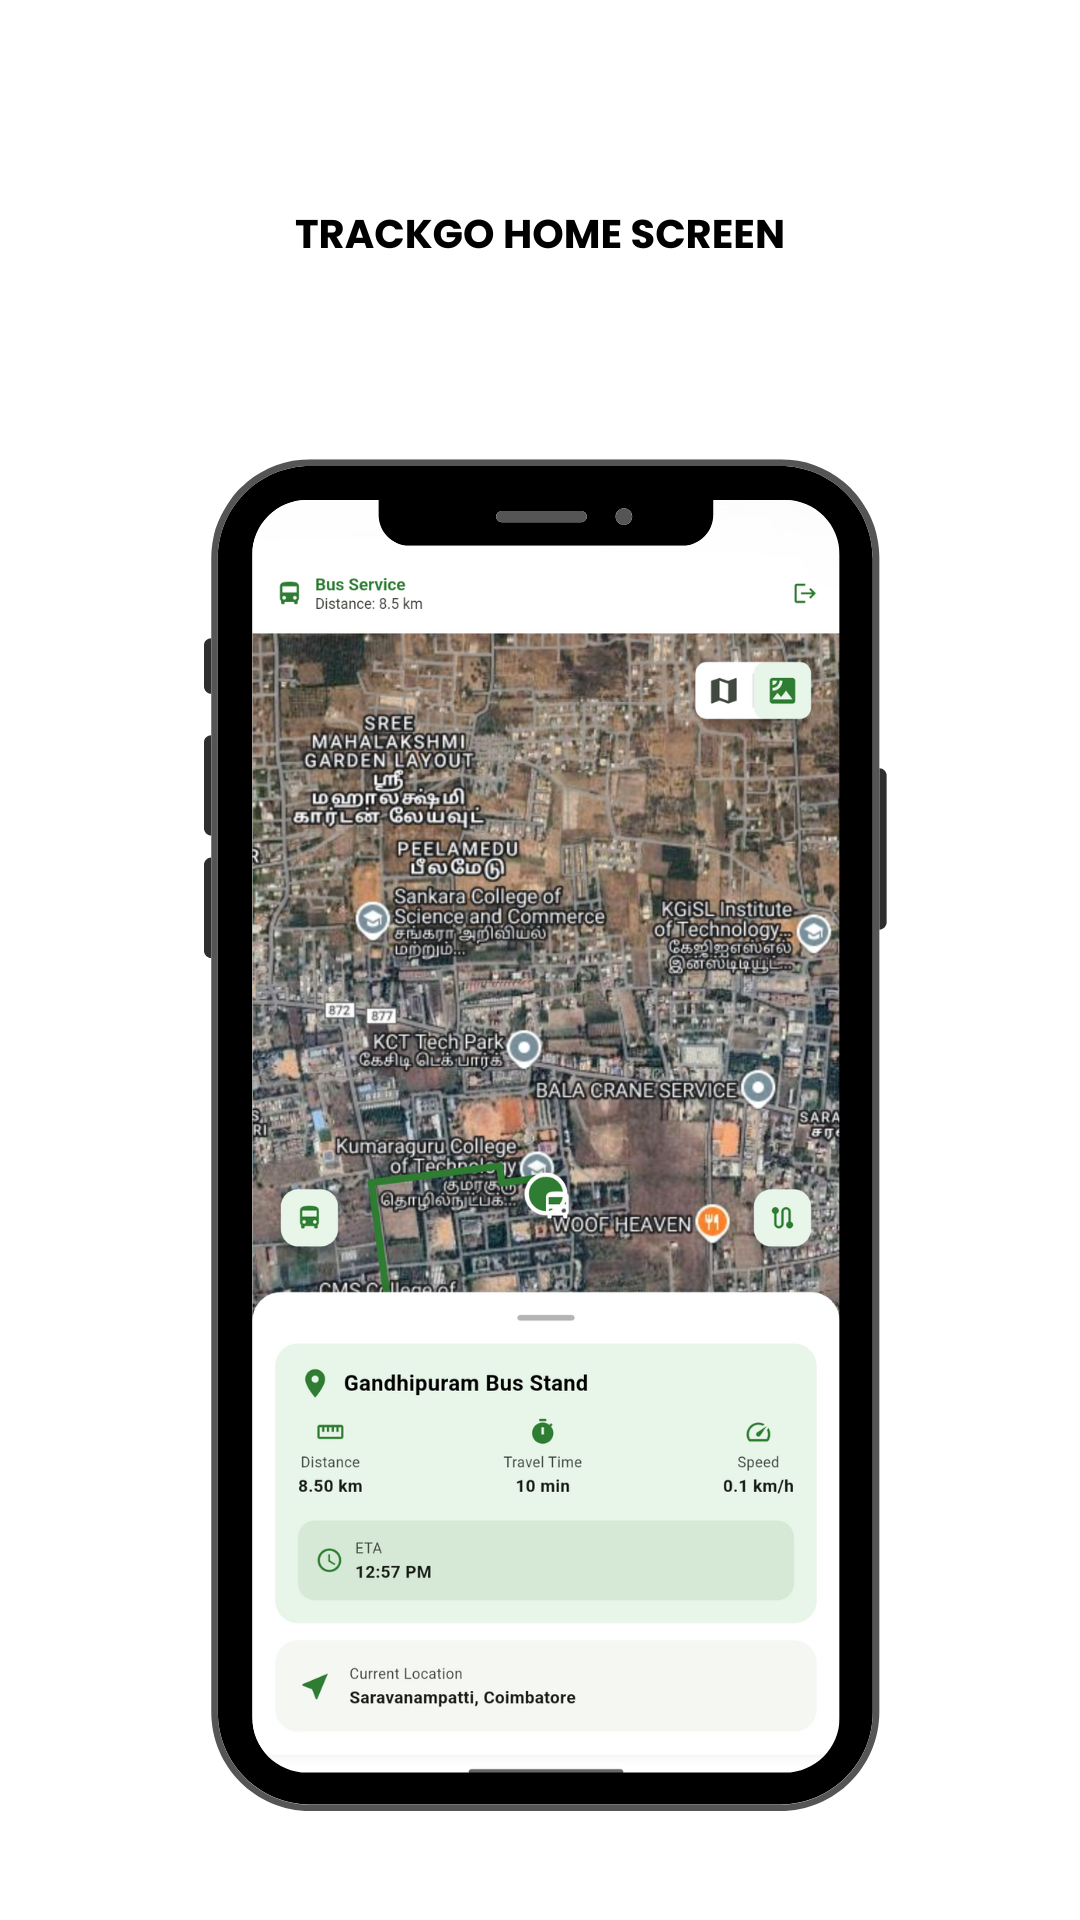 TRACKGO HOME SCREEN
Bus Service
Distance: 8.5 km
SREE
MAHALAKSHMI
GARDEN LAYOUT
ஸ்ரீ
மஹாலக்ஷ்மி
கார்டன் லேயவுட்
PEELAMEDU
பீலமேடு
Sankara College of
Science and Commerce
சங்கரா அறிவியல்
மற்றும்...
KGiSL Institute
of Technology...
கேஜிஐஎஸ்எல்
இன்ஸ்டிடியூட்...
872
877
KCT Tech Park
கேசிடி டெக் பார்க்
BALA CRANE SERVICE
SARA
Kumaraguru College
of Technology
குமரகுரு
தொழில்நுட்பக்...
WOOF HEAVEN
CMS College of
Gandhipuram Bus Stand
Distance
8.50 km
Travel Time
10 min
Speed
0.1 km/h
ETA
12:57 PM
Current Location
Saravanampatti, Coimbatore